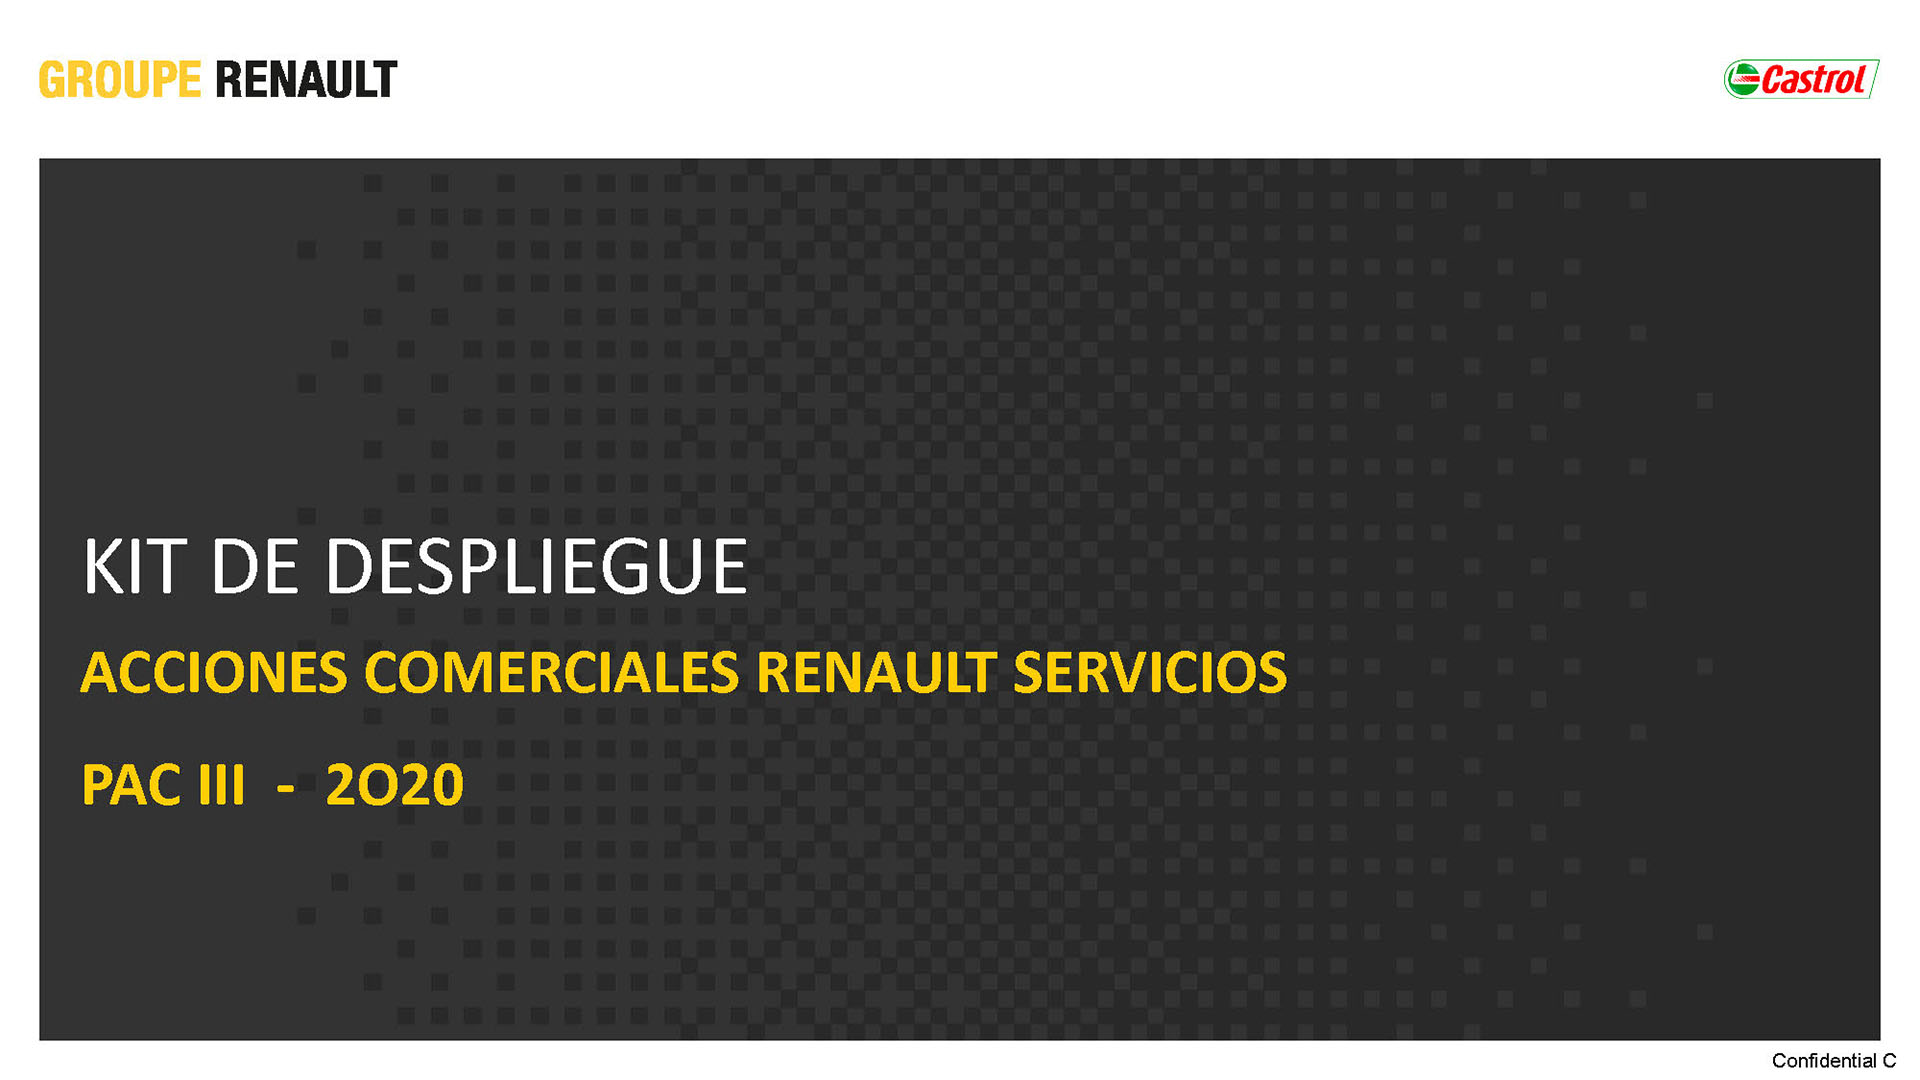 GROUPE RENAULT
Castrol
KIT DE DESPLIEGUE
ACCIONES COMERCIALES RENAULT SERVICIOS
PAC III - 2O20
Confidential C